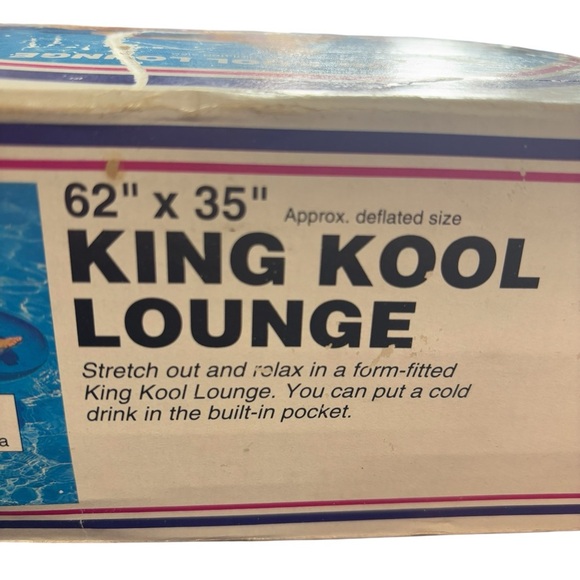 62" x 35" Approx. deflated size
KING KOOL
LOUNGE
Stretch out and relax in a form-fitted
King Kool Lounge. You can put a cold
drink in the built-in pocket.
a